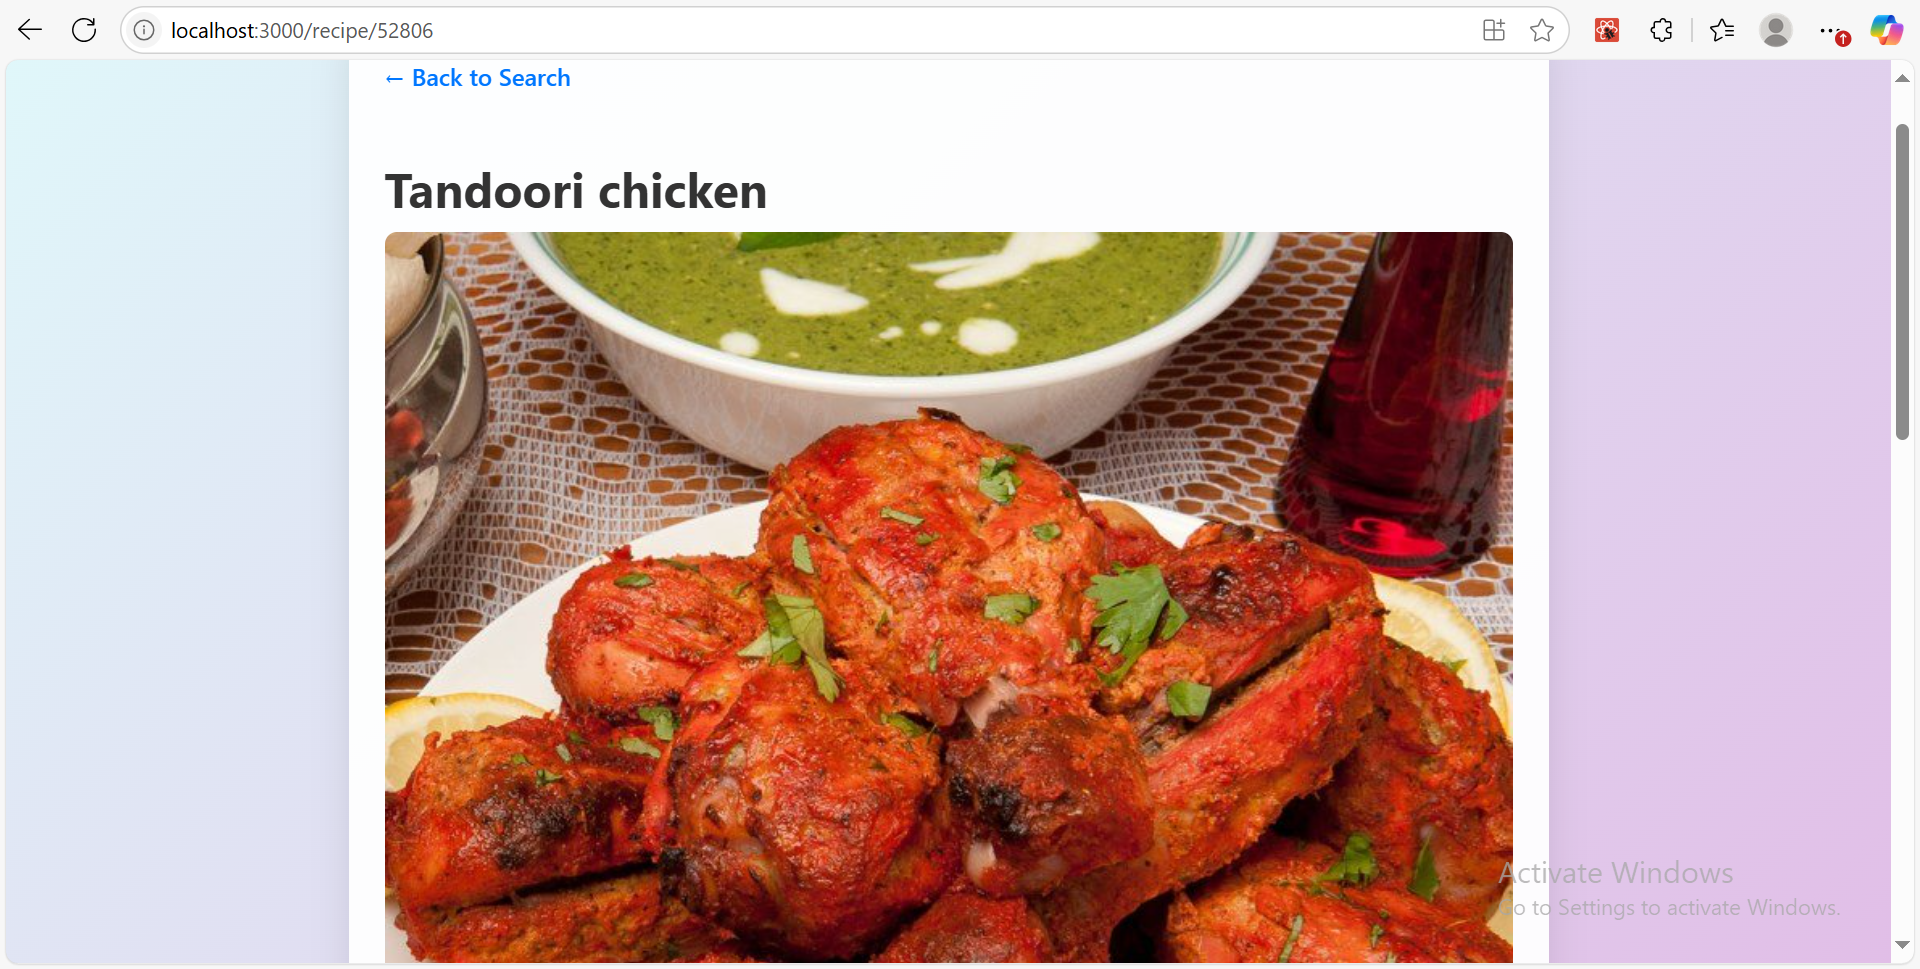 localhost:3000/recipe/52806
← Back to Search
Tandoori chicken
Activate Windows
Go to Settings to activate Windows.